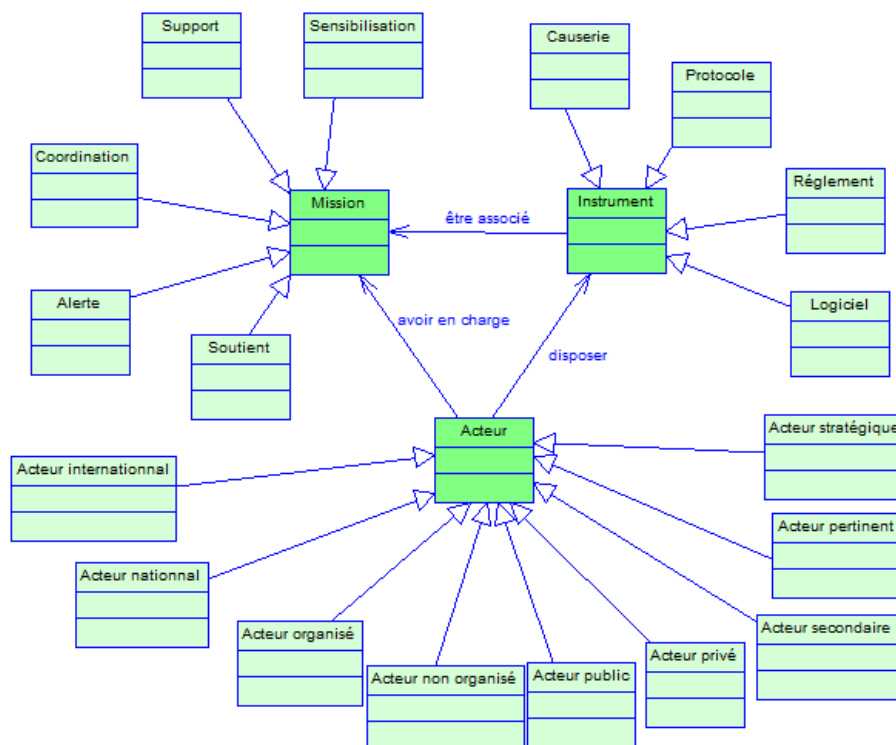 Support
Sensibilisation
Causerie
Protocole
Coordination
Mission
Instrument
Réglement
être associé
Alerte
Logiciel
avoir en charge
Soutient
disposer
Acteur
Acteur stratégique
Acteur internationnal
Acteur pertinent
Acteur nationnal
Acteur organisé
Acteur secondaire
Acteur privé
Acteur non organisé
Acteur public